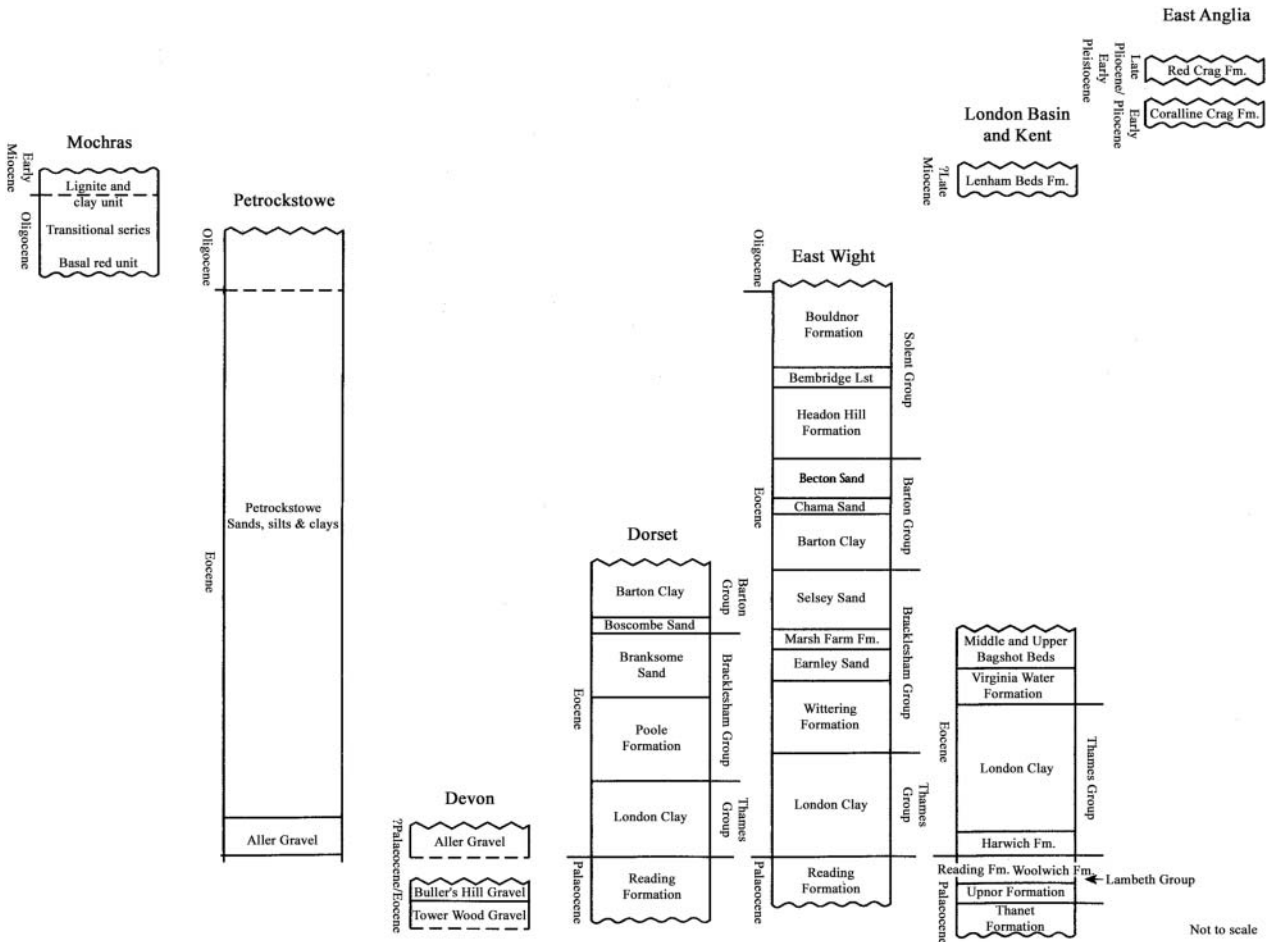 East Anglia
Late
Pliocene/
Early
Pleistocene
Red Crag Fm.
Early
Pliocene
Coralline Crag Fm.
London Basin
and Kent
?Late
Miocene
Lenham Beds Fm.
Mochras
Early
Miocene
Oligocene
Lignite and
clay unit
Transitional series
Basal red unit
Petrockstowe
Oligocene
Eocene
Petrockstowe
Sands, silts & clays
Aller Gravel
Devon
?Palaeocene/Eocene
Aller Gravel
Buller's Hill Gravel
Tower Wood Gravel
Dorset
Eocene
Palaeocene
Barton Clay
Boscombe Sand
Branksome
Sand
Poole
Formation
London Clay
Reading
Formation
Barton
Group
Bracklesham Group
Thames
Group
East Wight
Oligocene
Eocene
Palaeocene
Bouldnor
Formation
Bembridge Lst
Headon Hill
Formation
Becton Sand
Chama Sand
Barton Clay
Selsey Sand
Marsh Farm Fm.
Earnley Sand
Wittering
Formation
London Clay
Reading
Formation
Solent Group
Barton Group
Bracklesham Group
Thames
Group
Eocene
Palaeocene
Middle and Upper
Bagshot Beds
Virginia Water
Formation
London Clay
Harwich Fm.
Reading Fm. Woolwich Fm.
Upnor Formation
Thanet
Formation
Thames Group
Lambeth Group
Not to scale